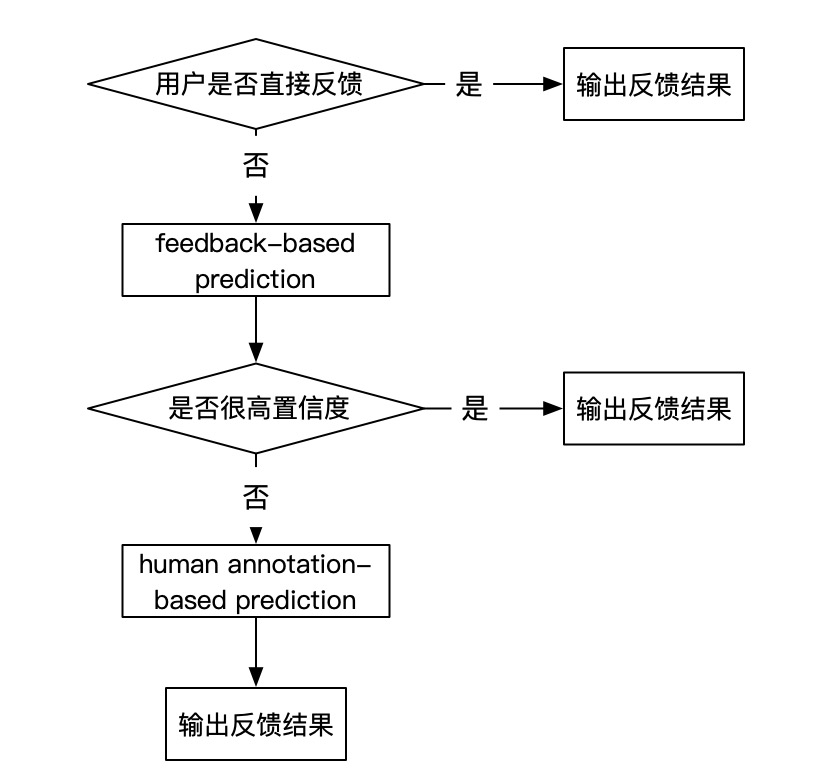 用户是否直接反馈
是
输出反馈结果
否
feedback–based
prediction
是否很高置信度
是
输出反馈结果
否
human annotation–
based prediction
输出反馈结果